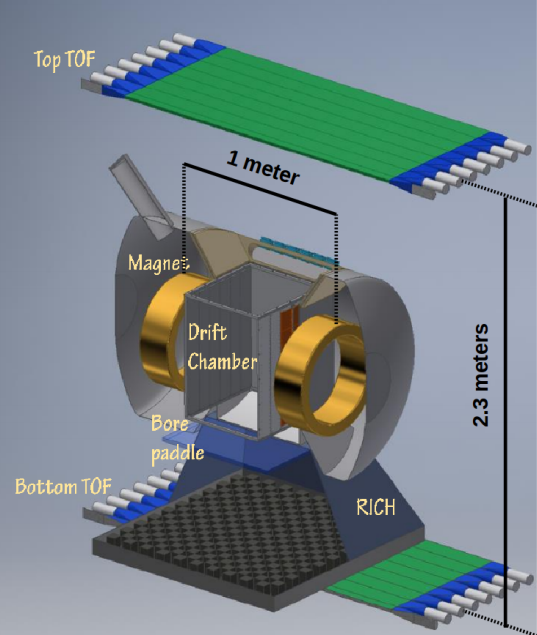 Top TOF
1 meter
Magnet
Drift
Chamber
2.3 meters
Bore
paddle
Bottom TOF
RICH